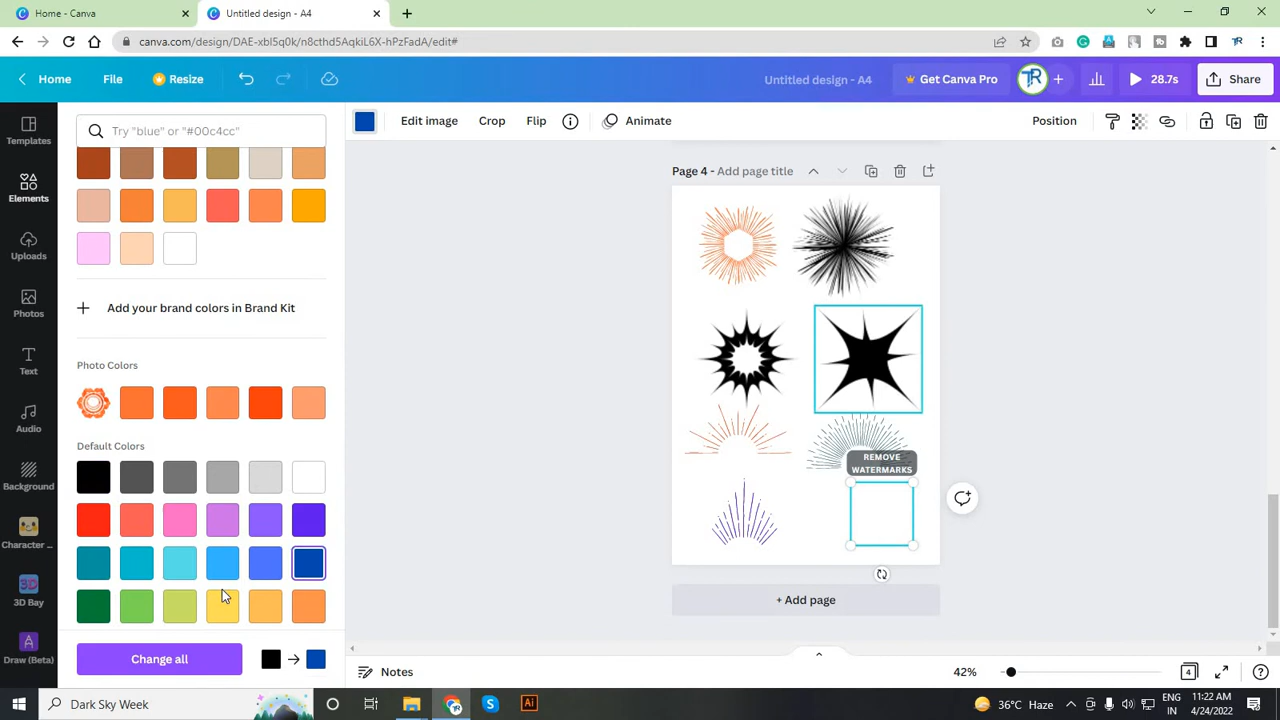 Home - Canva
Untitled design - A4
canva.com/design/DAE-xbl5q0k/n8cthd5AqkiL6X-hPzFadA/edit#
Home
File
Resize
Untitled design - A4
Get Canva Pro
28.7s
Share
Templates
Elements
Uploads
Photos
Text
Audio
Background
Character ...
3D Bay
Draw (Beta)
Try "blue" or "#00c4cc"
Add your brand colors in Brand Kit
Photo Colors
Default Colors
Change all
Edit image
Crop
Flip
Animate
Position
Page 4 - Add page title
REMOVE
WATERMARKS
+ Add page
Notes
42%
4
Dark Sky Week
36°C Haze
ENG
IN
11:22 AM
4/24/2022